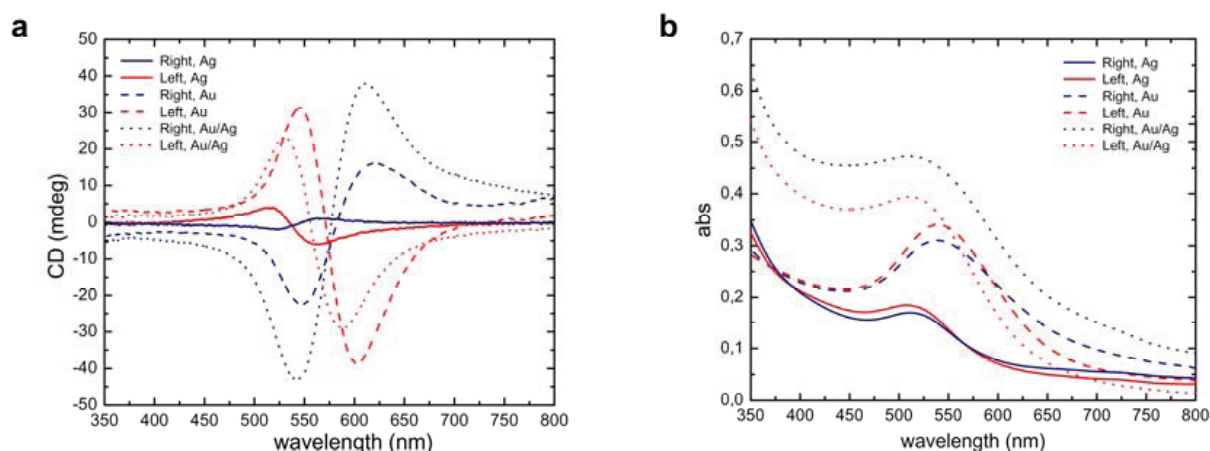 a
50
40
30
20
10
0
-10
-20
-30
-40
-50
CD (mdeg)
Right, Ag
Left, Ag
Right, Au
Left, Au
Right, Au/Ag
Left, Au/Ag
350 400 450 500 550 600 650 700 750 800
wavelength (nm)
b
0,7
0,6
0,5
0,4
0,3
0,2
0,1
0,0
abs
Right, Ag
Left, Ag
Right, Au
Left, Au
Right, Au/Ag
Left, Au/Ag
350 400 450 500 550 600 650 700 750 800
wavelength (nm)